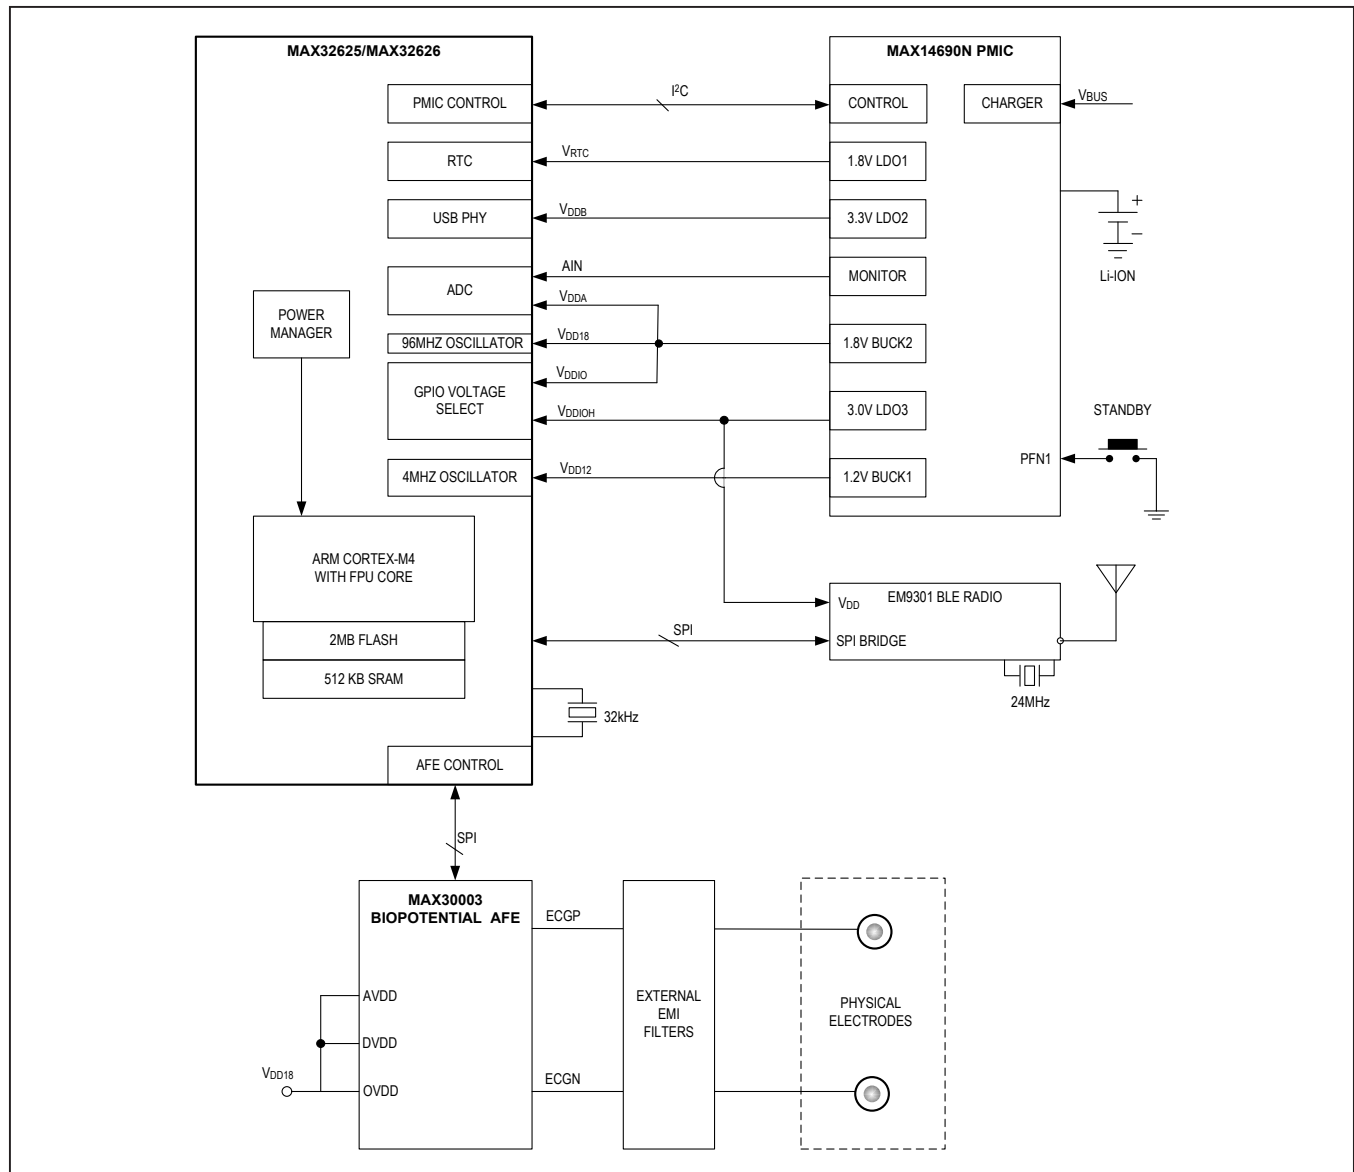 MAX32625/MAX32626
MAX14690N PMIC
PMIC CONTROL
I²C
CONTROL
CHARGER
VBUS
RTC
VRTC
1.8V LDO1
USB PHY
VDDB
3.3V LDO2
+
−
Li-ION
ADC
AIN
MONITOR
VDDA
POWER
MANAGER
96MHZ OSCILLATOR
VDD18
1.8V BUCK2
GPIO VOLTAGE
SELECT
VDDIO
VDDIOH
3.0V LDO3
STANDBY
PFN1
4MHZ OSCILLATOR
VDD12
1.2V BUCK1
ARM CORTEX-M4
WITH FPU CORE
2MB FLASH
512 KB SRAM
EM9301 BLE RADIO
VDD
SPI
SPI BRIDGE
24MHz
32kHz
AFE CONTROL
SPI
MAX30003
BIOPOTENTIAL AFE
ECGP
AVDD
DVDD
OVDD
VDD18
ECGN
EXTERNAL
EMI
FILTERS
PHYSICAL
ELECTRODES